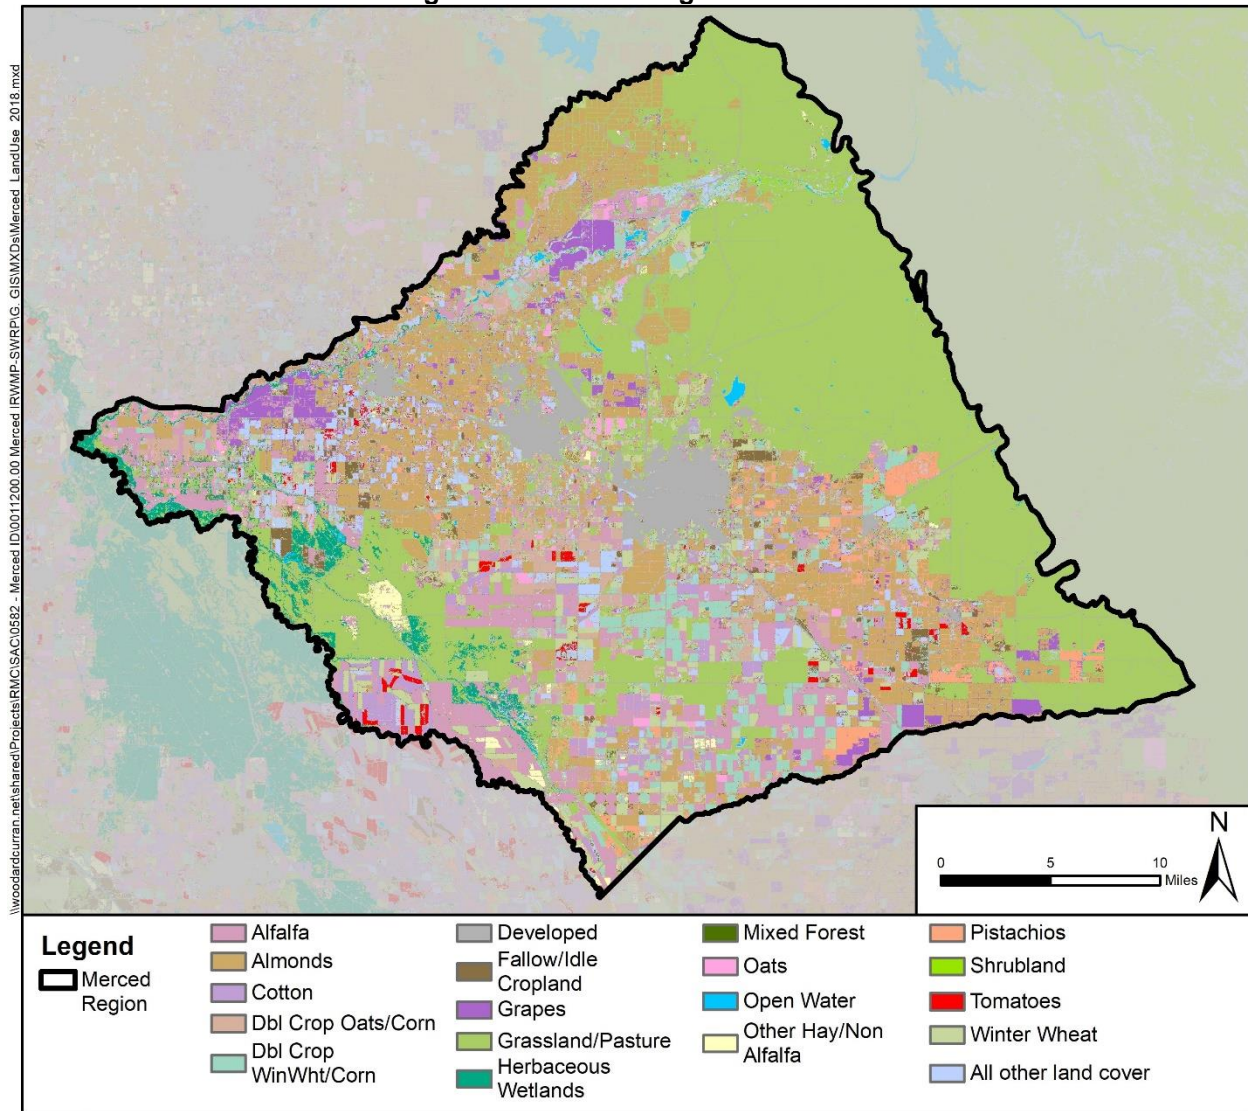 \\woodardcurran.net\shared\Projects\RMC\SAC\0582 - Merced ID\0011200.00 Merced IRWMP-SWRP\G. GIS\MXDs\Merced_LandUse_2018.mxd
N
0 5 10
Miles
Legend
Merced
Region
Alfalfa
Almonds
Cotton
Dbl Crop Oats/Corn
Dbl Crop
WinWht/Corn
Developed
Fallow/Idle
Cropland
Grapes
Grassland/Pasture
Herbaceous
Wetlands
Mixed Forest
Oats
Open Water
Other Hay/Non
Alfalfa
Pistachios
Shrubland
Tomatoes
Winter Wheat
All other land cover